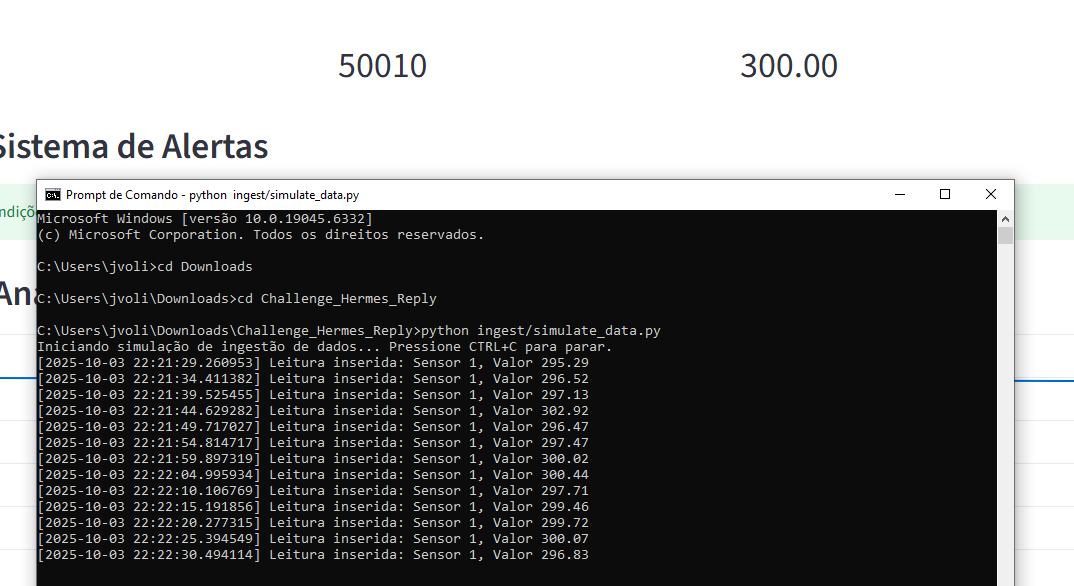 50010 300.00
Sistema de Alertas
Prompt de Comando - python ingest/simulate_data.py
Microsoft Windows [versão 10.0.19045.6332]
(c) Microsoft Corporation. Todos os direitos reservados.
C:\Users\jvoli>cd Downloads
C:\Users\jvoli\Downloads>cd Challenge_Hermes_Reply
C:\Users\jvoli\Downloads\Challenge_Hermes_Reply>python ingest/simulate_data.py
Iniciando simulação de ingestão de dados... Pressione CTRL+C para parar.
[2025-10-03 22:21:29.260953] Leitura inserida: Sensor 1, Valor 295.29
[2025-10-03 22:21:34.411382] Leitura inserida: Sensor 1, Valor 296.52
[2025-10-03 22:21:39.525455] Leitura inserida: Sensor 1, Valor 297.13
[2025-10-03 22:21:44.629282] Leitura inserida: Sensor 1, Valor 302.92
[2025-10-03 22:21:49.717027] Leitura inserida: Sensor 1, Valor 296.47
[2025-10-03 22:21:54.814717] Leitura inserida: Sensor 1, Valor 297.47
[2025-10-03 22:21:59.897319] Leitura inserida: Sensor 1, Valor 300.02
[2025-10-03 22:22:04.995934] Leitura inserida: Sensor 1, Valor 300.44
[2025-10-03 22:22:10.106769] Leitura inserida: Sensor 1, Valor 297.71
[2025-10-03 22:22:15.191856] Leitura inserida: Sensor 1, Valor 299.46
[2025-10-03 22:22:20.277315] Leitura inserida: Sensor 1, Valor 299.72
[2025-10-03 22:22:25.394549] Leitura inserida: Sensor 1, Valor 300.07
[2025-10-03 22:22:30.494114] Leitura inserida: Sensor 1, Valor 296.83